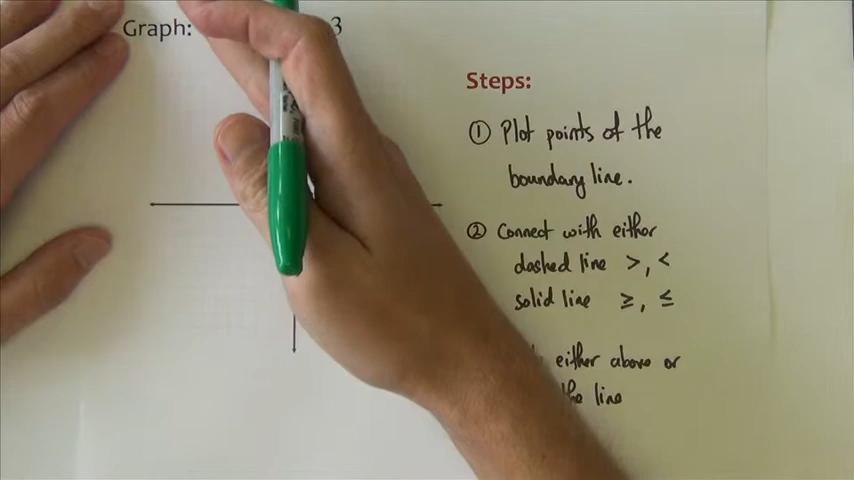 Graph: 3
Steps:
① Plot points of the
boundary line.
② Connect with either
dashed line >, <
solid line ≥, ≤
either above or
the line